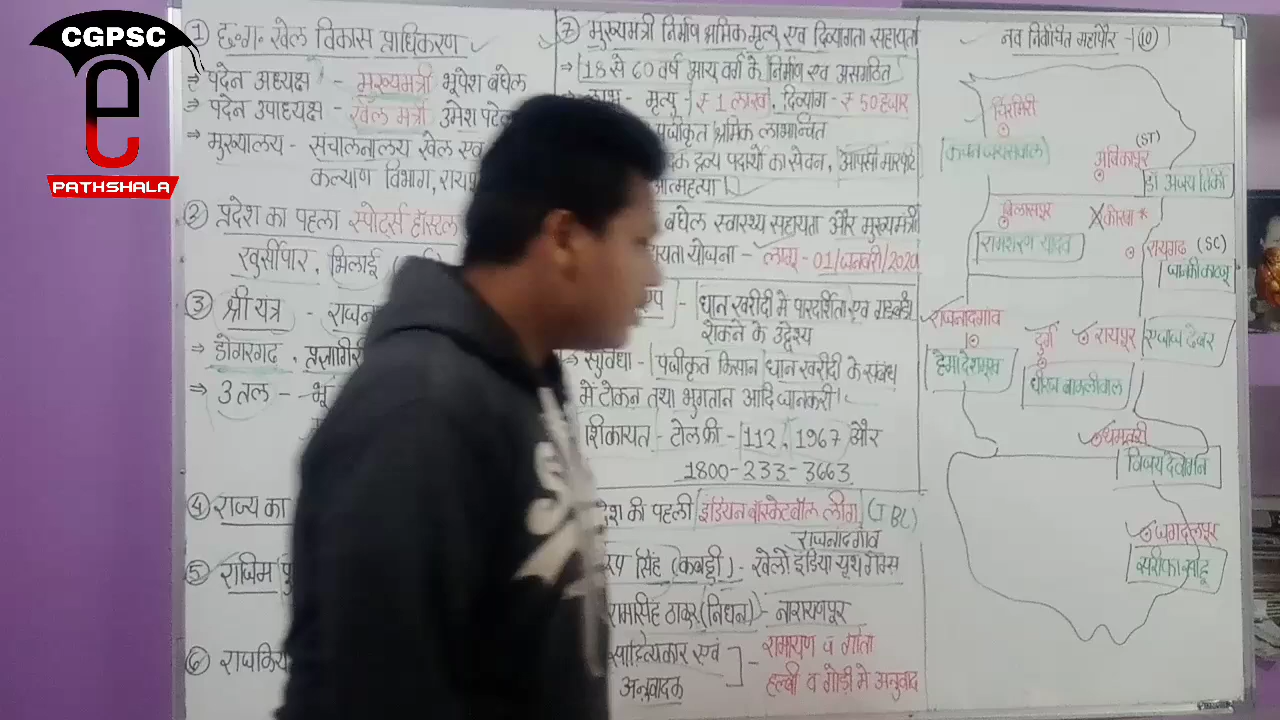 CGPSC
e
PATHSHALA
① छ.ग. खेल विकास प्राधिकरण
⇒ पदेन अध्यक्ष - मुख्यमंत्री भूपेश बघेल
⇒ पदेन उपाध्यक्ष - खेल मंत्री उमेश पटेल
⇒ मुख्यालय - संचालनालय खेल एवं
कल्याण विभाग, रायपु
② प्रदेश का पहला स्पोर्ट्स हॉस्टल
खुर्सीपार, भिलाई
③ श्री यंत्र - राजना
⇒ डोंगरगढ़, प्रज्ञागिरी
⇒ 3 तल - भू
④ राज्य का
⑤ राजिम पु
⑥ राजकिय
⑦ मुख्यमंत्री निर्माण श्रमिक मृत्यु एवं दिव्यांगता सहायता
⇒ 18 से 60 वर्ष आयु वर्ग के निर्माण एवं असंगठित
लाभ - मृत्यु - ₹ 1 लाख, दिव्यांग - ₹ 50 हजार
पंजीकृत श्रमिक लाभान्वित
दक द्रव्य पदार्थों का सेवन, आपसी मारपीट
आत्महत्या
बघेल स्वास्थ्य सहायता और मुख्यमंत्री
हायता योजना - लागू - 01/जनवरी/2020
एप - धान खरीदी में पारदर्शिता एवं गड़बड़ी
रोकने के उद्देश्य
⇒ सुविधा - पंजीकृत किसान धान खरीदी के संबंध
में टोकन तथा भुगतान आदि जानकारी।
शिकायत - टोल फ्री - 112, 1967 और
1800-233-3663
देश की पहली इंडियन बॉस्केटबॉल लीग (IBL)
राजनांदगांव
रूप सिंह (कबड्डी) - खेलो इंडिया यूथ गेम्स
रामसिंह ठाकुर (निधन) - नारायणपुर
साहित्यकार एवं
अनुवादक
- रामायण व गीता
हल्बी व गोंड़ी में अनुवाद
नव निर्वाचित महापौर - (10)
चिरमिरी
कंचन जयसवाल
(ST)
अंबिकापुर
डॉ अजय तिर्की
बिलासपुर
रामशरण यादव
कोरबा *
रायगढ़ (SC)
जानकी काटजू
राजनांदगांव
हेमा देशमुख
दुर्ग
धीरज बाकलीवाल
रायपुर
एजाज ढेबर
धमतरी
विजय देवांगन
जगदलपुर
सफीरा साहू